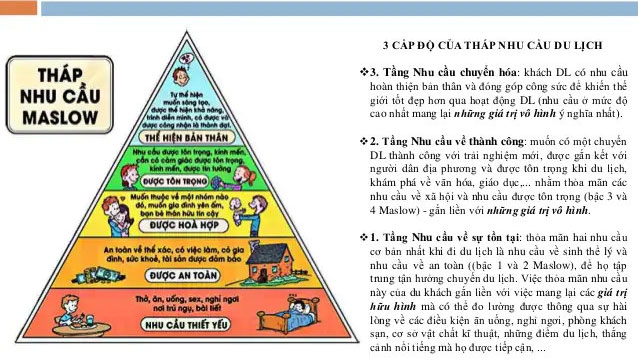 THÁP
NHU CẦU
MASLOW
Tự thể hiện
muốn sáng tạo,
được thể hiện khả năng,
trình diễn mình, có được và
được công nhận là thành đạt.
THỂ HIỆN BẢN THÂN
Nhu cầu được tôn trọng, kính mến,
cần có cảm giác được tôn trọng,
kính mến, được tin tưởng
ĐƯỢC TÔN TRỌNG
Muốn thuộc về một nhóm nào
đó, muốn gia đình yên ấm,
bạn bè thân hữu tin cậy
ĐƯỢC HOÀ HỢP
An toàn về thể xác, có việc làm, có gia
đình, sức khoẻ, tài sản được đảm bảo
ĐƯỢC AN TOÀN
Thở, ăn, uống, sex, nghỉ ngơi
nơi trú ngụ, bài tiết
NHU CẦU THIẾT YẾU
3 CẤP ĐỘ CỦA THÁP NHU CẦU DU LỊCH
❖3. Tầng Nhu cầu chuyển hóa: khách DL có nhu cầu
hoàn thiện bản thân và đóng góp công sức để khiến thế
giới tốt đẹp hơn qua hoạt động DL (nhu cầu ở mức độ
cao nhất mang lại những giá trị vô hình ý nghĩa nhất).
❖2. Tầng Nhu cầu về thành công: muốn có một chuyến
DL thành công với trải nghiệm mới, được gắn kết với
người dân địa phương và được tôn trọng khi du lịch,
khám phá về văn hóa, giáo dục,... nhằm thỏa mãn các
nhu cầu về xã hội và nhu cầu được tôn trọng (bậc 3 và
4 Maslow) - gắn liền với những giá trị vô hình.
❖1. Tầng Nhu cầu về sự tồn tại: thỏa mãn hai nhu cầu
cơ bản nhất khi đi du lịch là nhu cầu về sinh thể lý và
nhu cầu về an toàn ((bậc 1 và 2 Maslow), để họ tập
trung tận hưởng chuyến du lịch. Việc thỏa mãn nhu cầu
này của du khách gắn liền với việc mang lại các giá trị
hữu hình mà có thể đo lường được thông qua sự hài
lòng về các điều kiện ăn uống, nghỉ ngơi, phòng khách
sạn, cơ sở vật chất kĩ thuật, những điểm du lịch, thắng
cảnh nổi tiếng mà họ được tiếp cận, ...